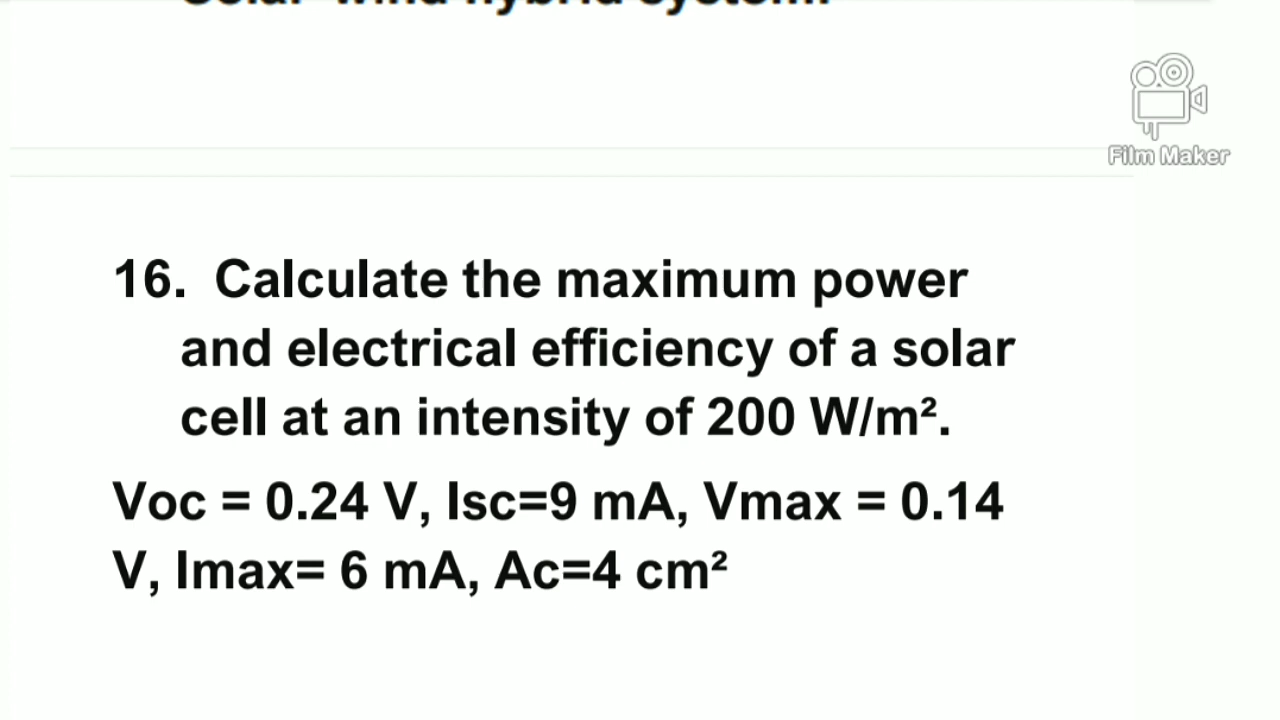 Film Maker
16. Calculate the maximum power
and electrical efficiency of a solar
cell at an intensity of 200 W/m².
Voc = 0.24 V, Isc=9 mA, Vmax = 0.14
V, Imax= 6 mA, Ac=4 cm²